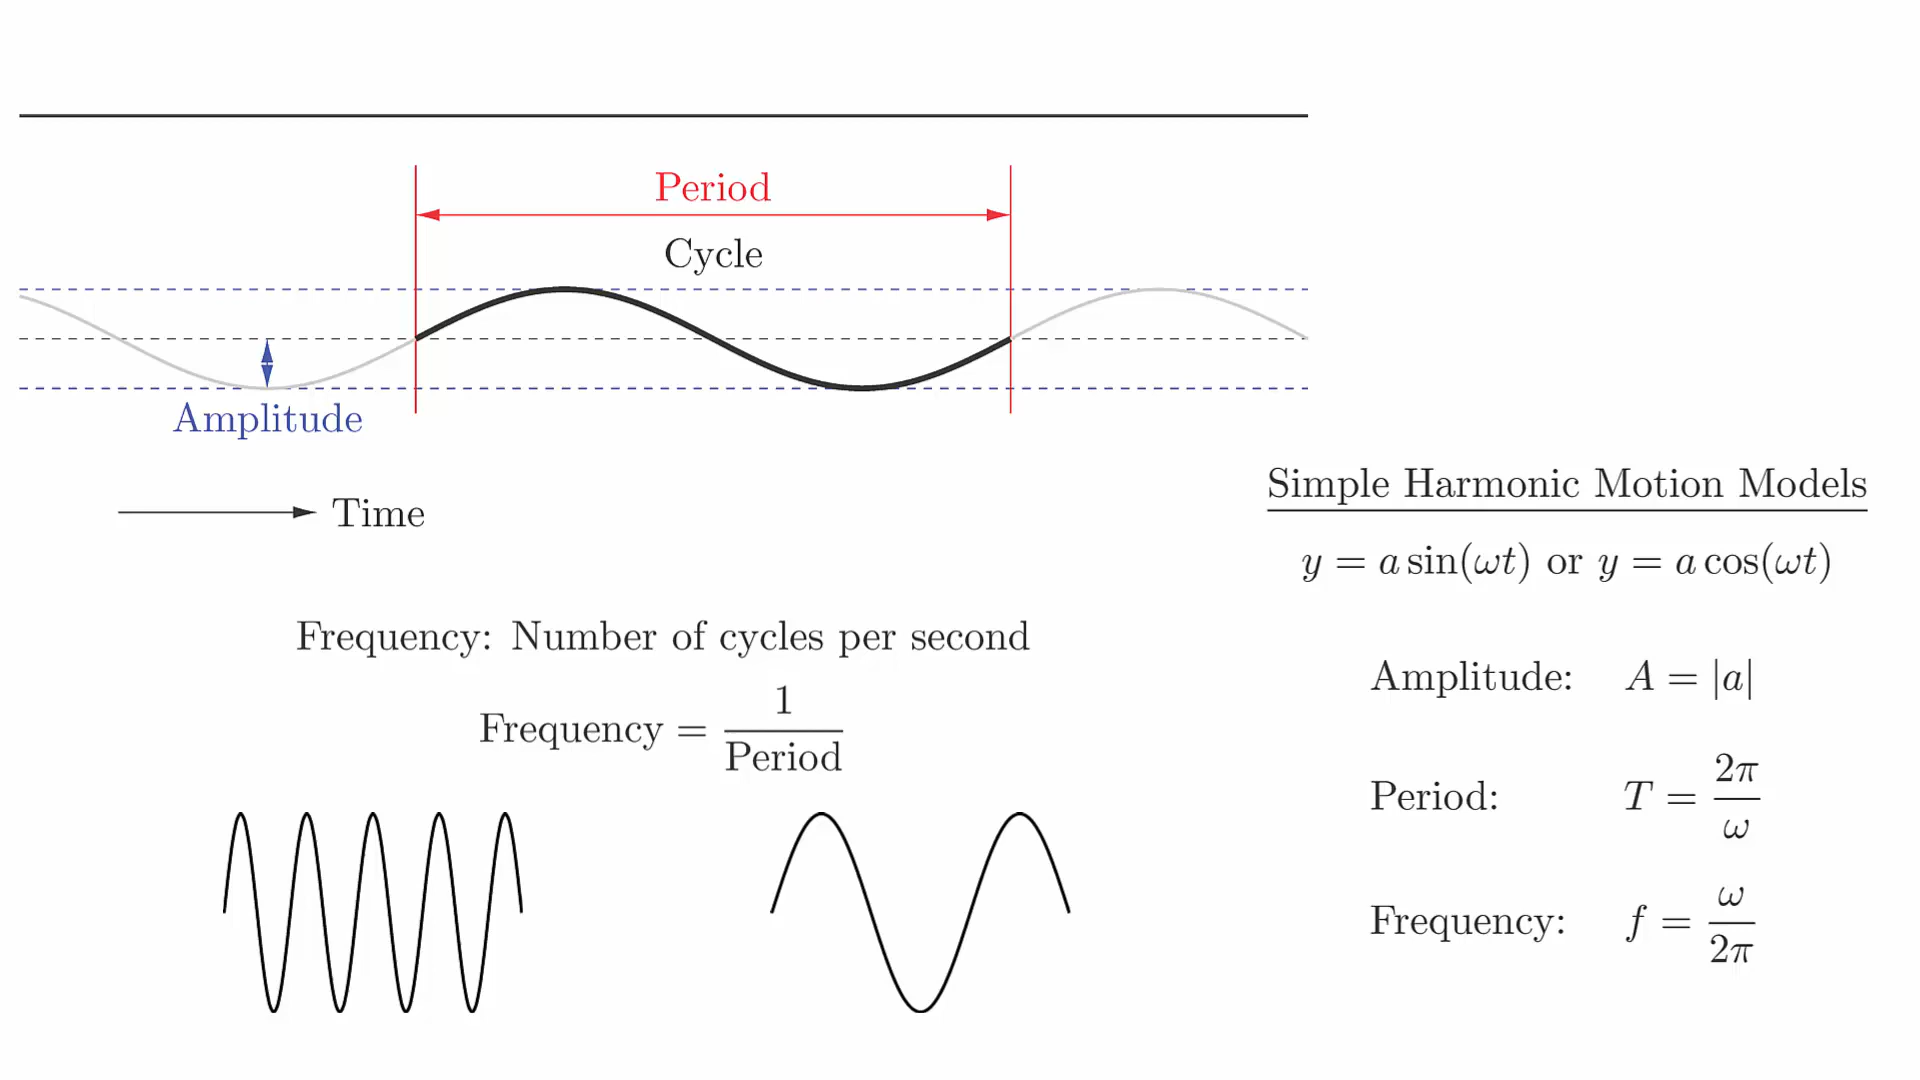 Period
Cycle
Amplitude
Time
Frequency: Number of cycles per second
Frequency = 1/Period
Simple Harmonic Motion Models
y = a sin(ωt) or y = a cos(ωt)
Amplitude: A = |a|
Period: T = 2π/ω
Frequency: f = ω/2π